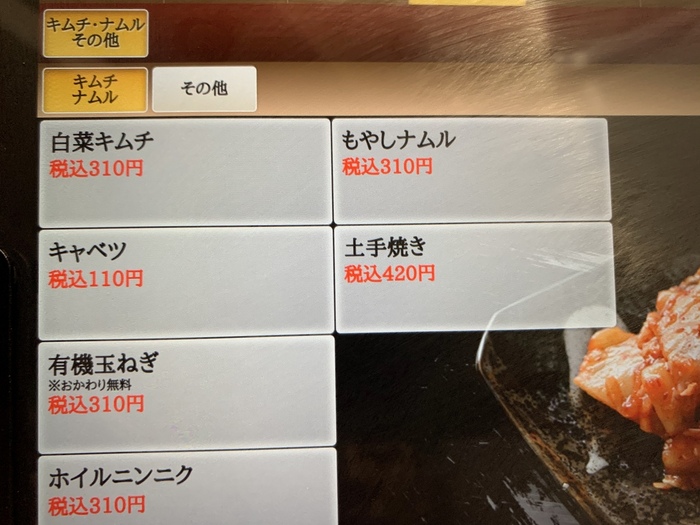 キムチ・ナムル
その他
キムチ
ナムル
その他
白菜キムチ
税込310円
もやしナムル
税込310円
キャベツ
税込110円
土手焼き
税込420円
有機玉ねぎ
※おかわり無料
税込310円
ホイルニンニク
税込310円